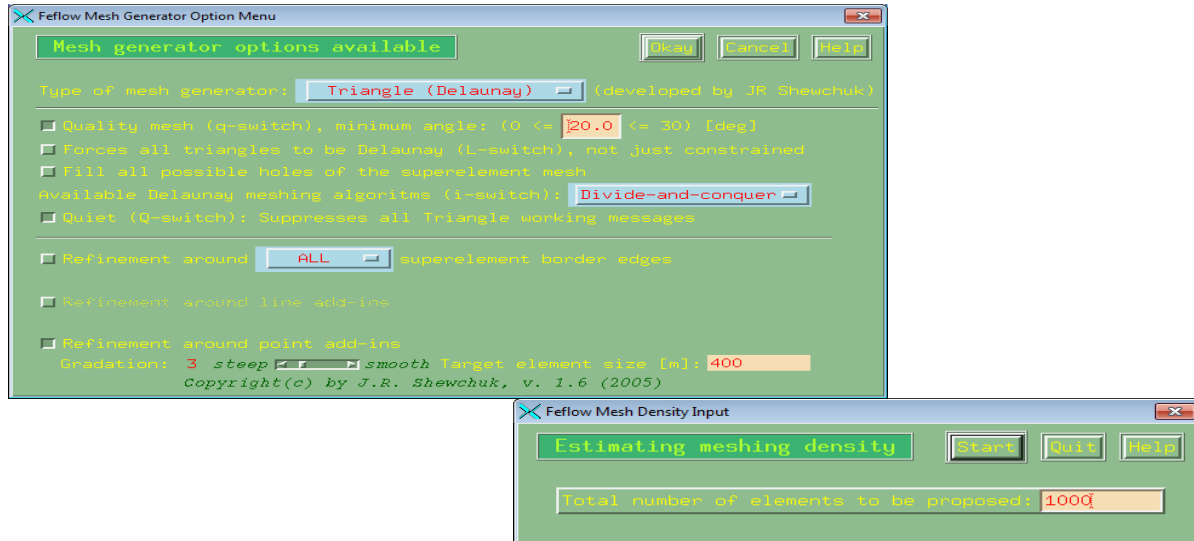 Feflow Mesh Generator Option Menu
Mesh generator options available Okay Cancel Help
Type of mesh generator: Triangle (Delaunay) (developed by JR Shewchuk)
Quality mesh (q-switch), minimum angle: (0 <= 20.0 <= 30) [deg]
Forces all triangles to be Delaunay (L-switch), not just constrained
Fill all possible holes of the superelement mesh
Available Delaunay meshing algoritms (i-switch): Divide-and-conquer
Quiet (Q-switch): Suppresses all Triangle working messages
Refinement around ALL superelement border edges
Refinement around line add-ins
Refinement around point add-ins
Gradation: 3 steep smooth Target element size [m]: 400
Copyright(c) by J.R. Shewchuk, v. 1.6 (2005)
Feflow Mesh Density Input
Estimating meshing density Start Quit Help
Total number of elements to be proposed: 1000